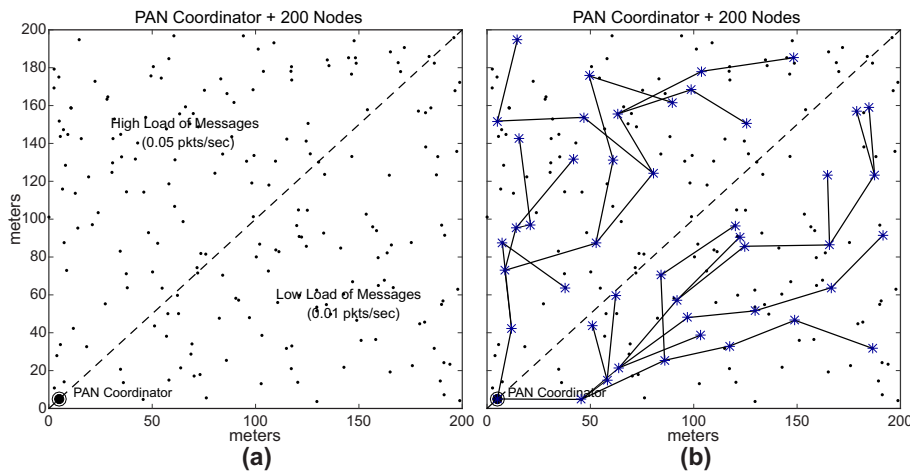 PAN Coordinator + 200 Nodes
200
180
160
140
120
100
80
60
40
20
0
meters
High Load of Messages
(0.05 pkts/sec)
Low Load of Messages
(0.01 pkts/sec)
PAN Coordinator
0 50 100 150 200
meters
(a)
PAN Coordinator + 200 Nodes
200
180
160
140
120
100
80
60
40
20
0
PAN Coordinator
0 50 100 150 200
meters
(b)